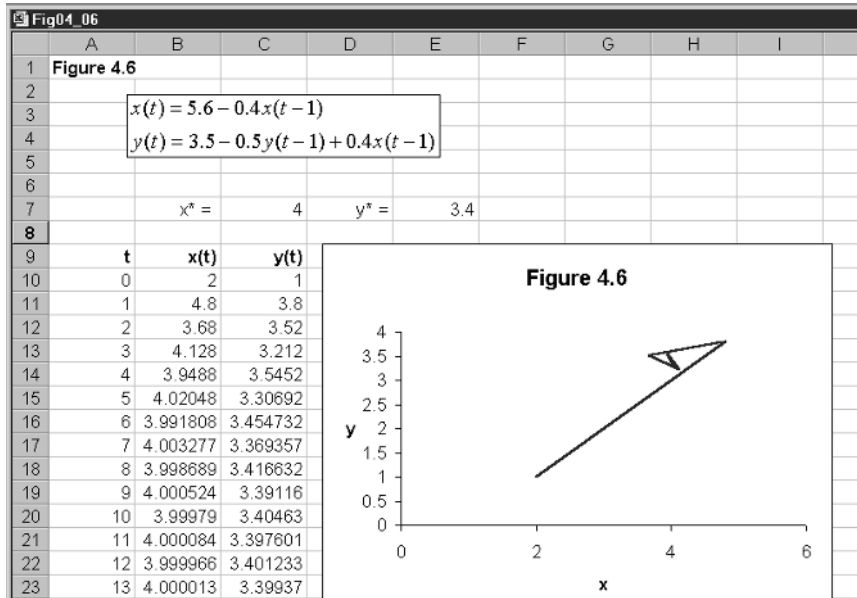 Fig04_06
A B C D E F G H I
1 Figure 4.6
2
3 x(t) = 5.6 − 0.4x(t − 1)
4 y(t) = 3.5 − 0.5y(t − 1) + 0.4x(t − 1)
5
6
7 x* = 4 y* = 3.4
8
9 t x(t) y(t)
10 0 2 1
11 1 4.8 3.8
12 2 3.68 3.52
13 3 4.128 3.212
14 4 3.9488 3.5452
15 5 4.02048 3.30692
16 6 3.991808 3.454732
17 7 4.003277 3.369357
18 8 3.998689 3.416632
19 9 4.000524 3.39116
20 10 3.99979 3.40463
21 11 4.000084 3.397601
22 12 3.999966 3.401233
23 13 4.000013 3.39937
Figure 4.6
4
3.5
3
2.5
y 2
1.5
1
0.5
0
0 2 4 6
x